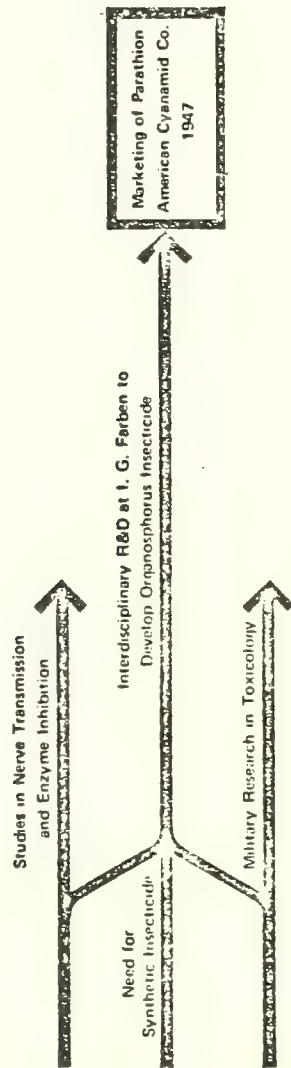 Studies in Nerve Transmission
and Enzyme Inhibition
Need for
Synthetic Insecticide
Interdisciplinary R&D at I. G. Farben to
Develop Organosphorus Insecticide
Military Research in Toxicology
Marketing of Parathion
American Cyanamid Co.
1947